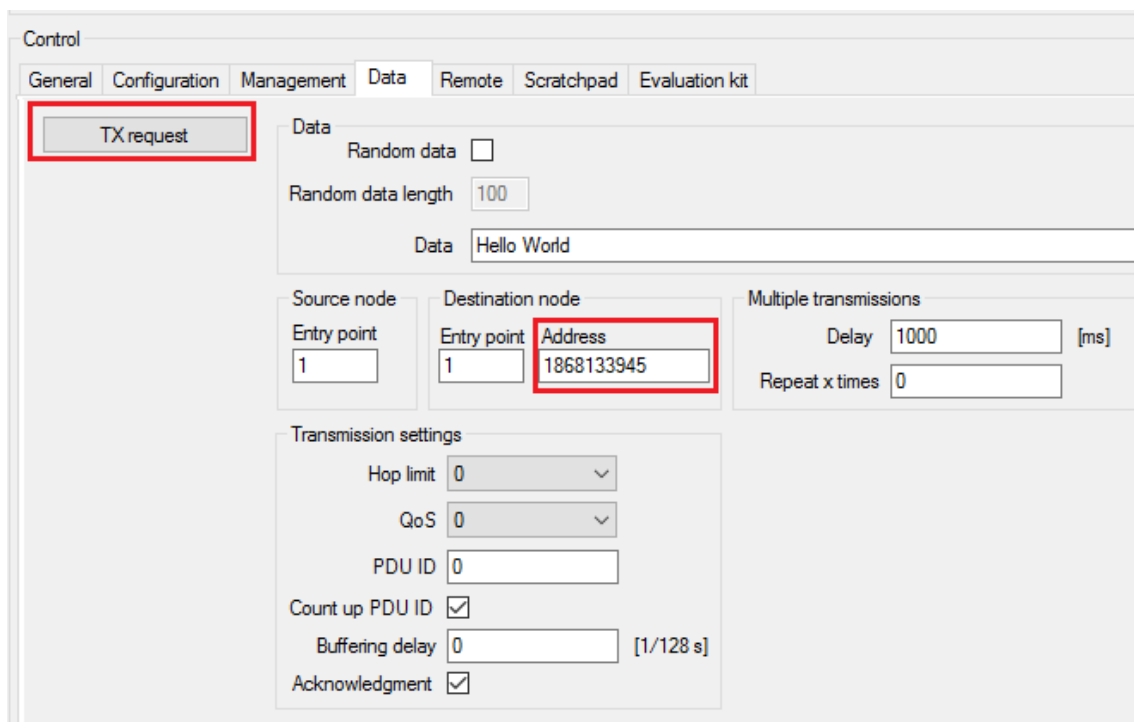 Control
General Configuration Management Data Remote Scratchpad Evaluation kit
TX request
Data
Random data
Random data length 100
Data Hello World
Source node
Entry point
1
Destination node
Entry point Address
1 1868133945
Multiple transmissions
Delay 1000 [ms]
Repeat x times 0
Transmission settings
Hop limit 0
QoS 0
PDU ID 0
Count up PDU ID
Buffering delay 0 [1/128 s]
Acknowledgment